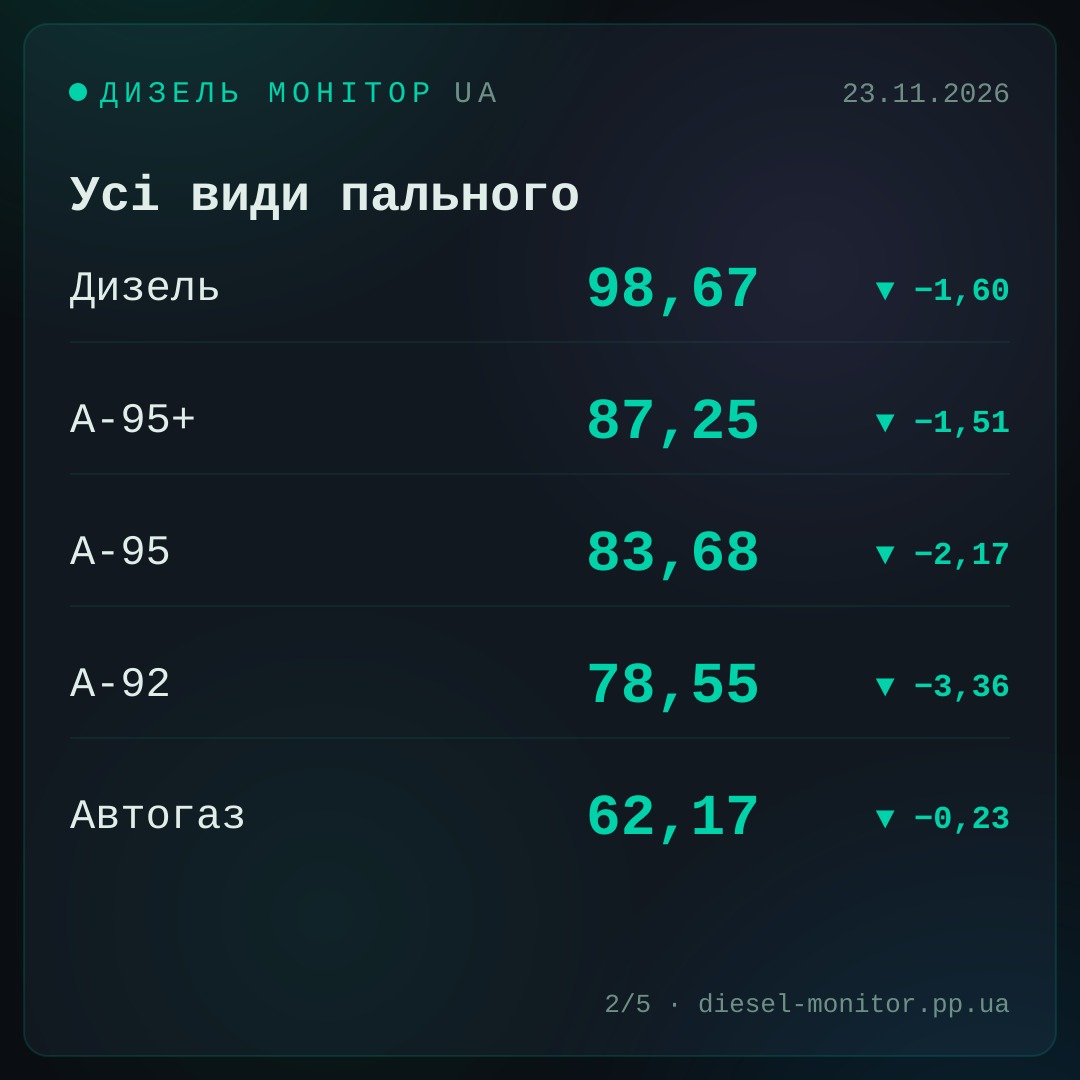 ДИЗЕЛЬ МОНІТОР UA 23.11.2026
Усі види пального
Дизель 98,67 ▼ −1,60
А-95+ 87,25 ▼ −1,51
А-95 83,68 ▼ −2,17
А-92 78,55 ▼ −3,36
Автогаз 62,17 ▼ −0,23
2/5 · diesel-monitor.pp.ua